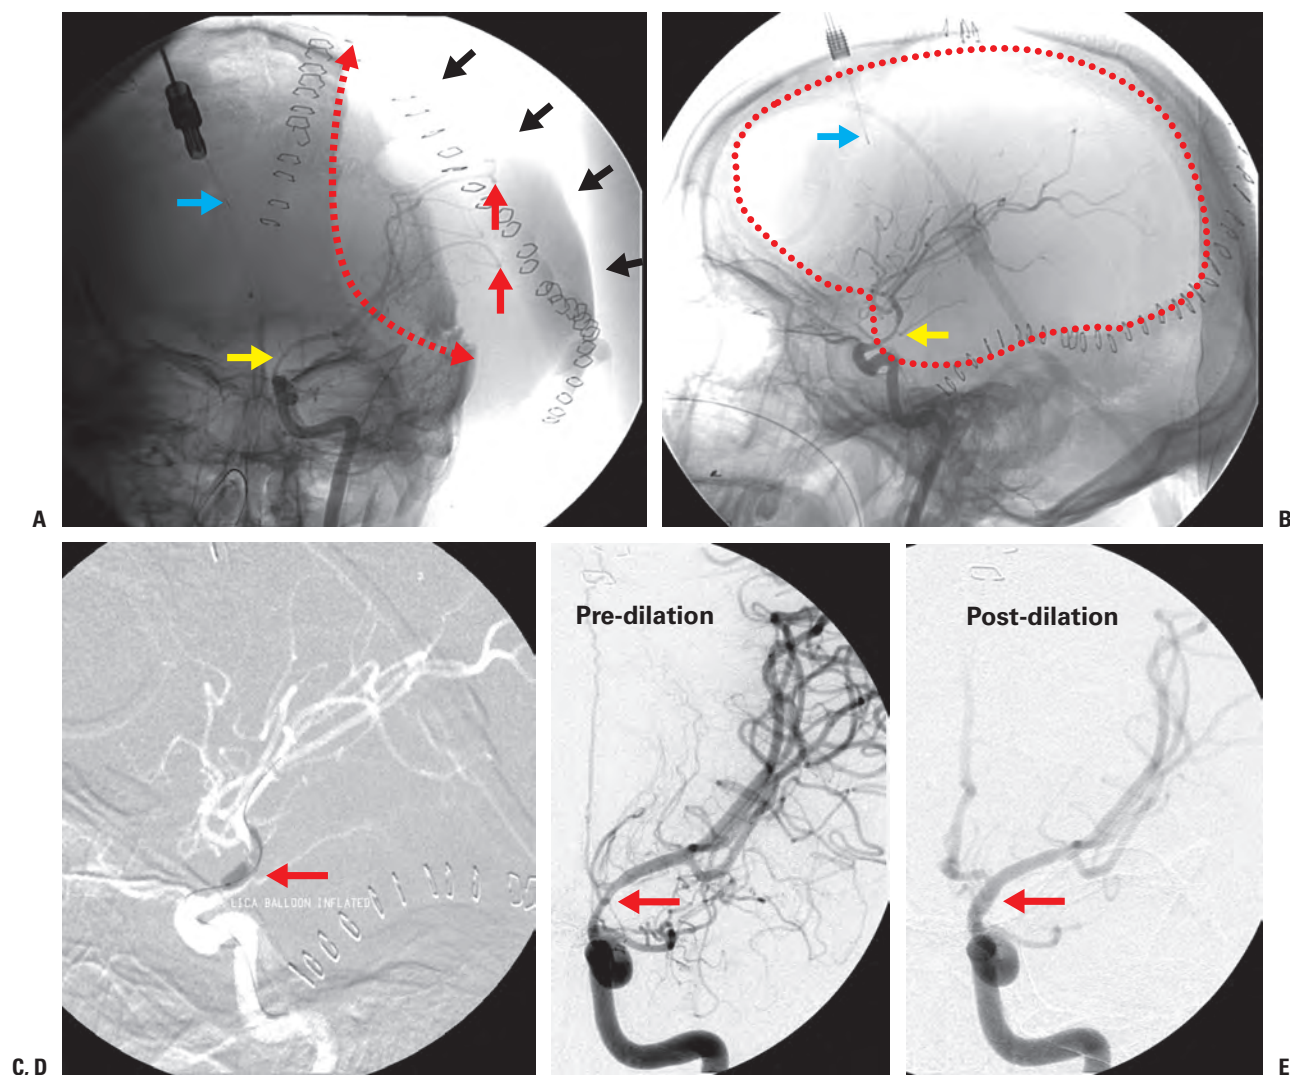 A
B
Pre-dilation
Post-dilation
LICA BALLOON INFLATED
C, D
E